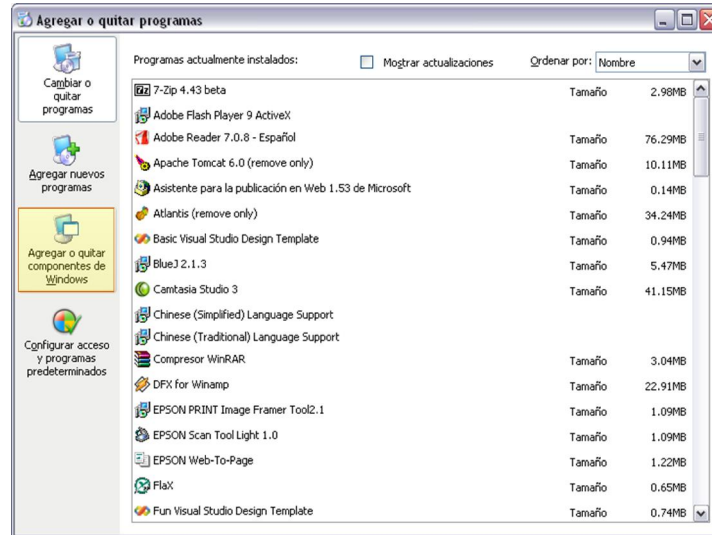 Agregar o quitar programas
Cambiar o
quitar
programas
Agregar nuevos
programas
Agregar o quitar
componentes de
Windows
Configurar acceso
y programas
predeterminados
Programas actualmente instalados: Mostrar actualizaciones Ordenar por: Nombre
7-Zip 4.43 beta Tamaño 2.98MB
Adobe Flash Player 9 ActiveX
Adobe Reader 7.0.8 - Español Tamaño 76.29MB
Apache Tomcat 6.0 (remove only) Tamaño 10.11MB
Asistente para la publicación en Web 1.53 de Microsoft Tamaño 0.14MB
Atlantis (remove only) Tamaño 34.24MB
Basic Visual Studio Design Template Tamaño 0.94MB
BlueJ 2.1.3 Tamaño 5.47MB
Camtasia Studio 3 Tamaño 41.15MB
Chinese (Simplified) Language Support
Chinese (Traditional) Language Support
Compresor WinRAR Tamaño 3.04MB
DFX for Winamp Tamaño 22.91MB
EPSON PRINT Image Framer Tool2.1 Tamaño 1.09MB
EPSON Scan Tool Light 1.0 Tamaño 1.09MB
EPSON Web-To-Page Tamaño 1.22MB
FlaX Tamaño 0.65MB
Fun Visual Studio Design Template Tamaño 0.74MB